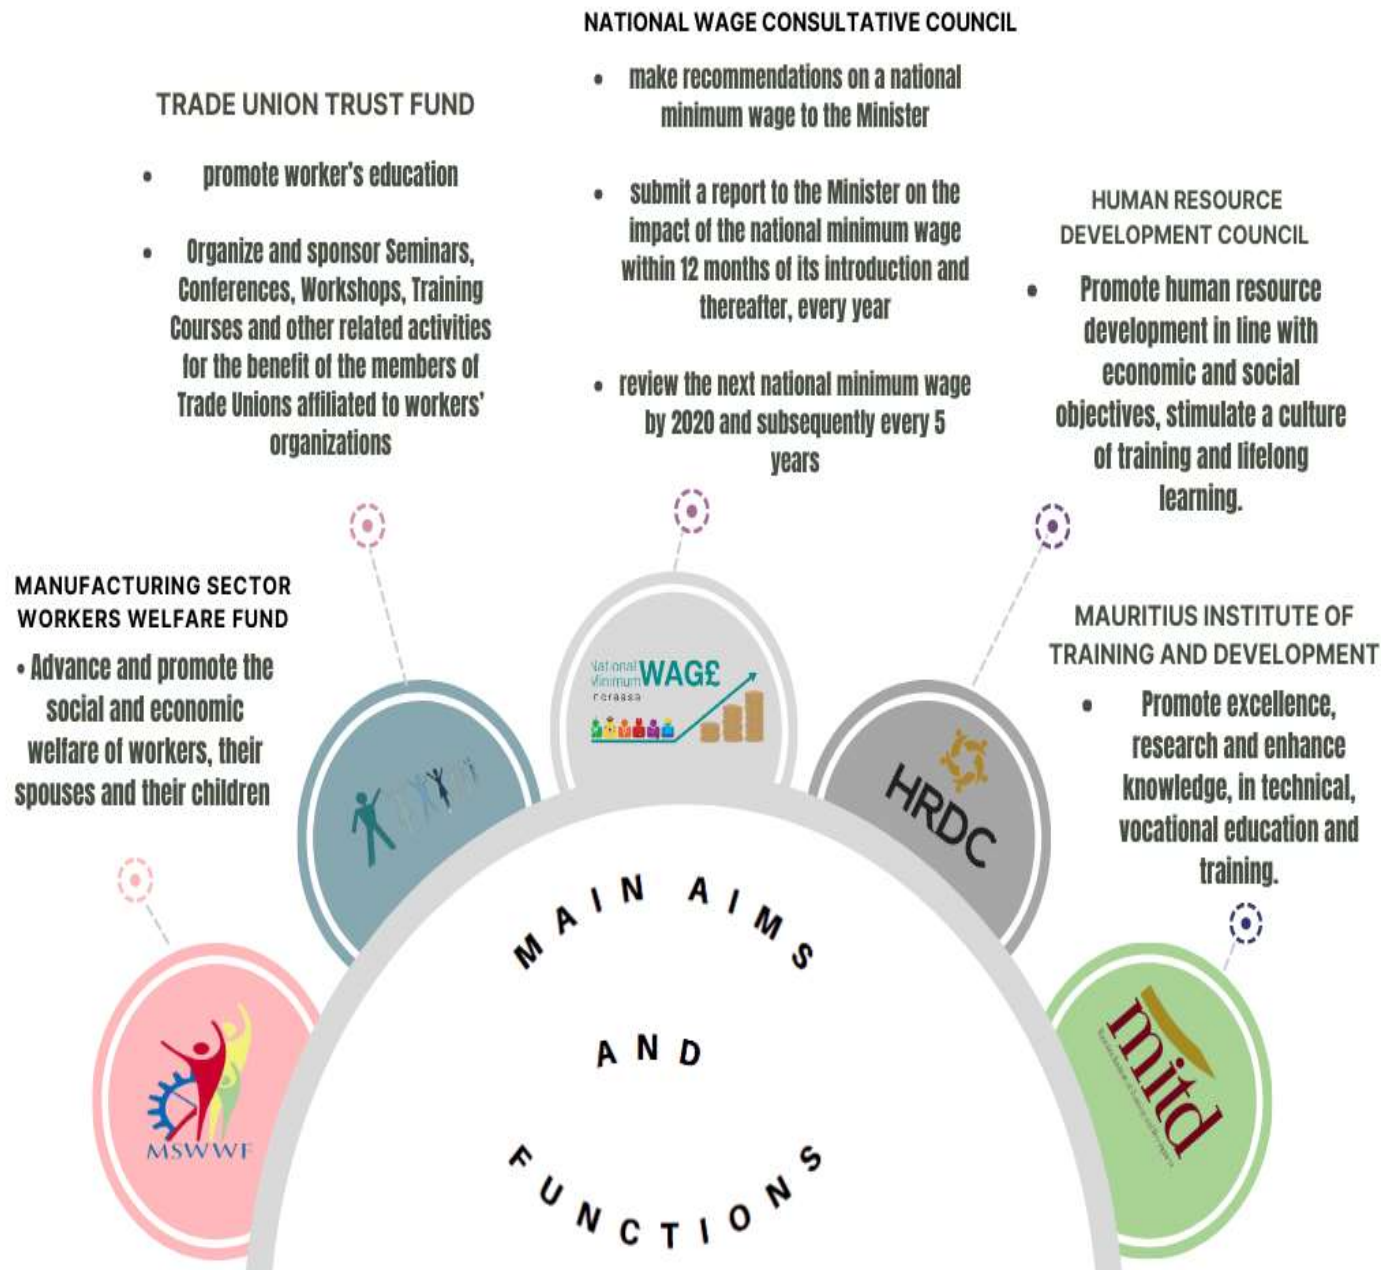 NATIONAL WAGE CONSULTATIVE COUNCIL
• make recommendations on a national
minimum wage to the Minister
• submit a report to the Minister on the
impact of the national minimum wage
within 12 months of its introduction and
thereafter, every year
• review the next national minimum wage
by 2020 and subsequently every 5
years
TRADE UNION TRUST FUND
• promote worker's education
• Organize and sponsor Seminars,
Conferences, Workshops, Training
Courses and other related activities
for the benefit of the members of
Trade Unions affiliated to workers'
organizations
HUMAN RESOURCE
DEVELOPMENT COUNCIL
• Promote human resource
development in line with
economic and social
objectives, stimulate a culture
of training and lifelong
learning.
MANUFACTURING SECTOR
WORKERS WELFARE FUND
• Advance and promote the
social and economic
welfare of workers, their
spouses and their children
MAURITIUS INSTITUTE OF
TRAINING AND DEVELOPMENT
• Promote excellence,
research and enhance
knowledge, in technical,
vocational education and
training.
National
Minimum WAG£
HRDC
MSWWF
mitd
MAIN AIMS
AND
FUNCTIONS